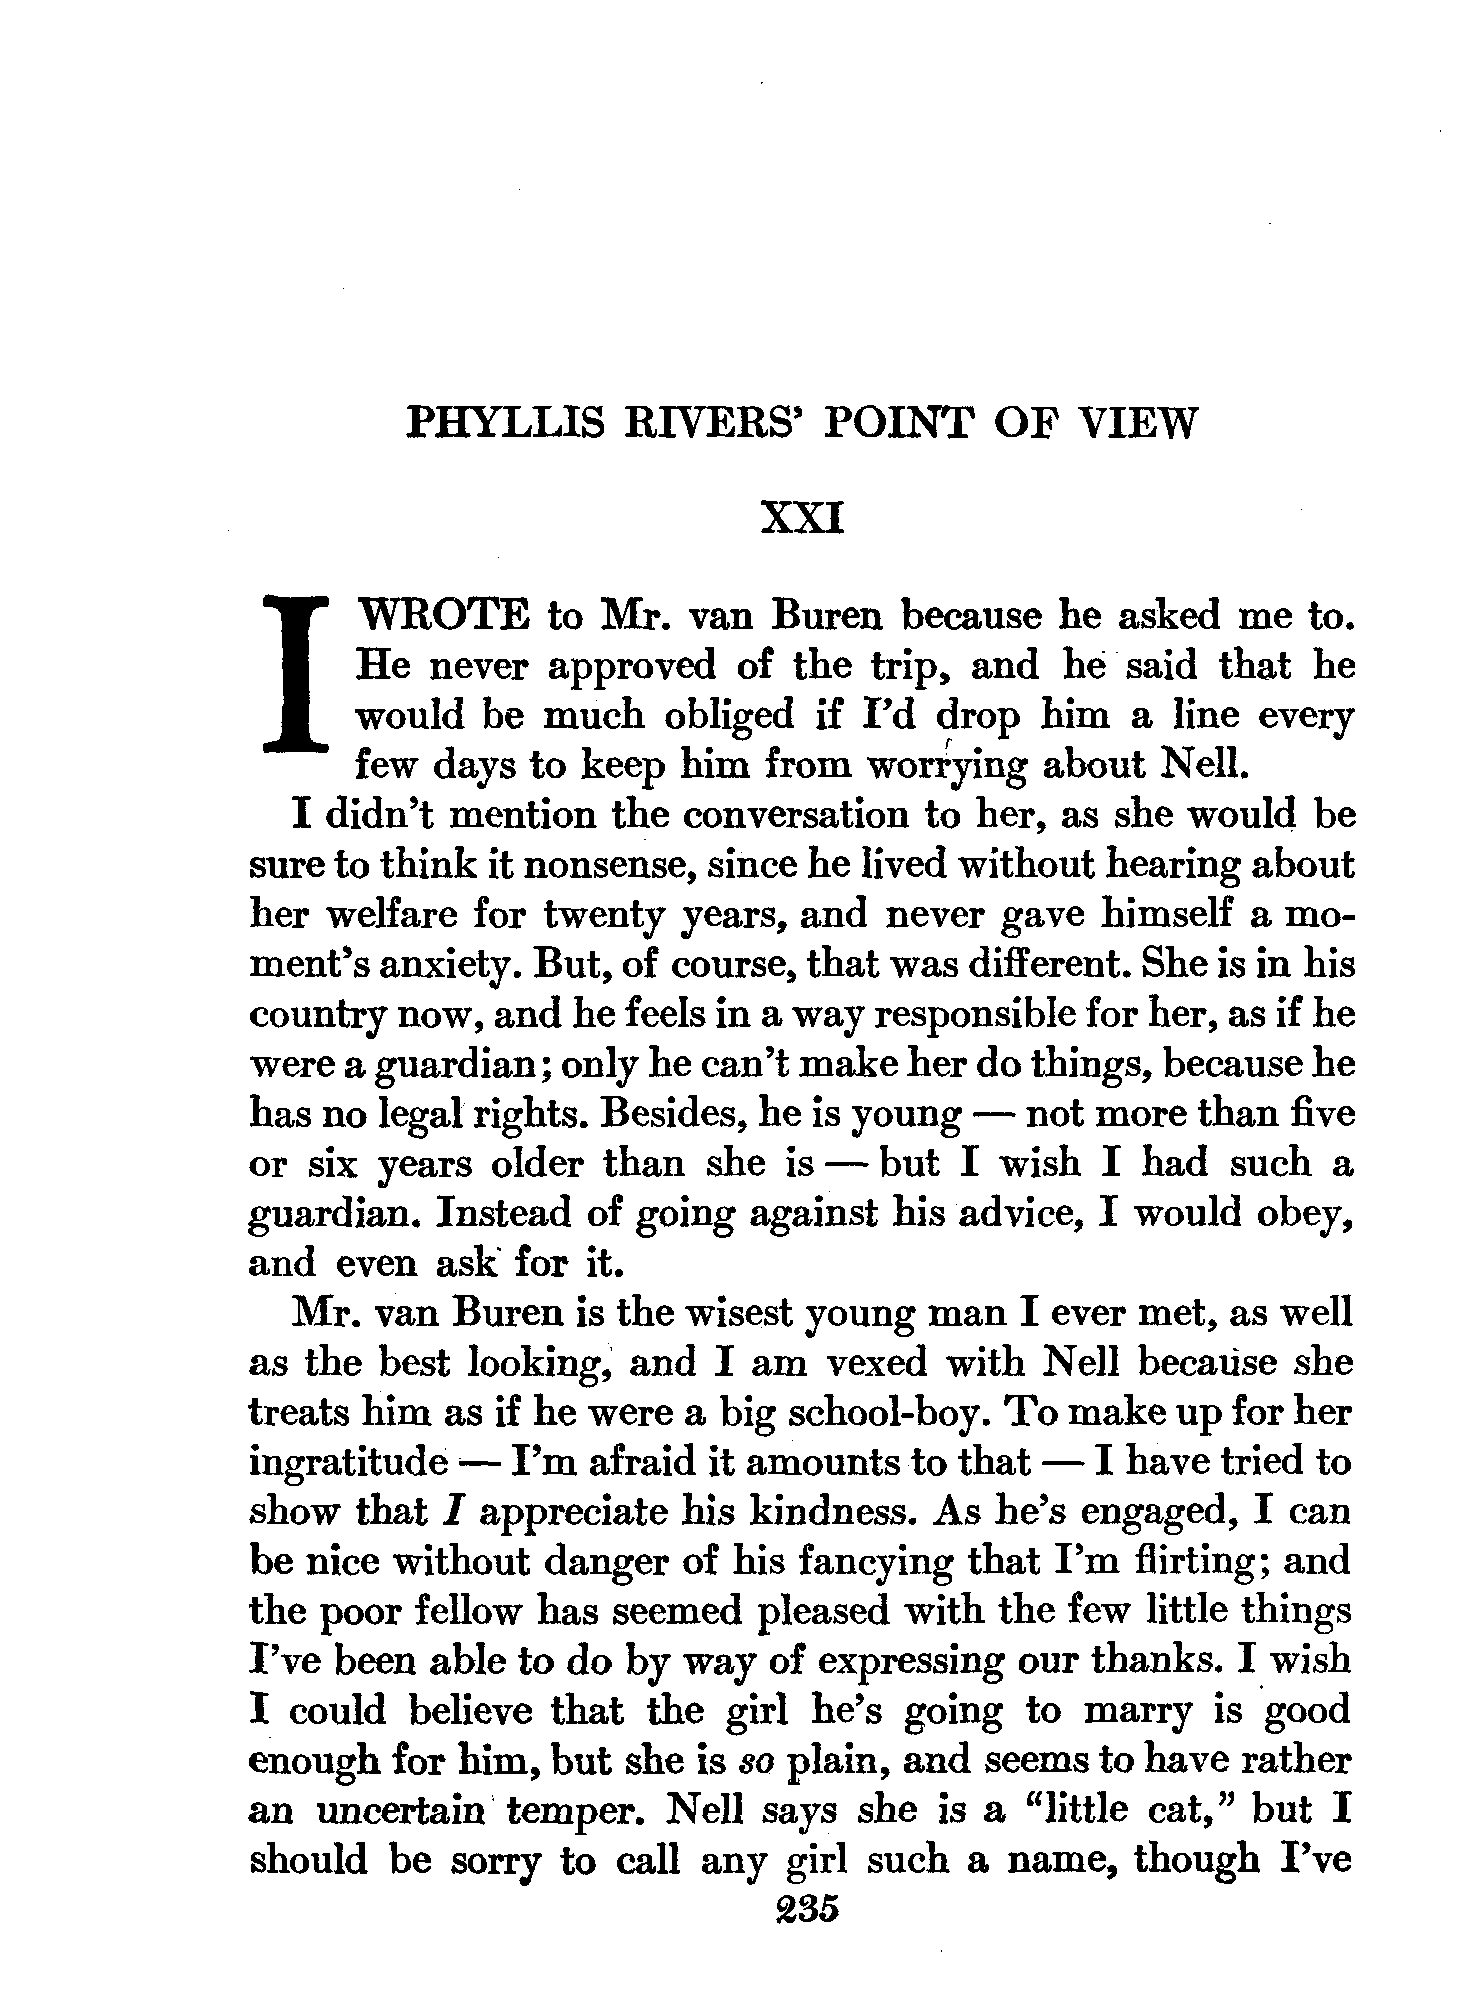 PHYLLIS RIVERS' POINT OF VIEW
XXI
I WROTE to Mr. van Buren because he asked me to.
He never approved of the trip, and he said that he
would be much obliged if I'd drop him a line every
few days to keep him from worrying about Nell.
I didn't mention the conversation to her, as she would be
sure to think it nonsense, since he lived without hearing about
her welfare for twenty years, and never gave himself a mo-
ment's anxiety. But, of course, that was different. She is in his
country now, and he feels in a way responsible for her, as if he
were a guardian; only he can't make her do things, because he
has no legal rights. Besides, he is young — not more than five
or six years older than she is — but I wish I had such a
guardian. Instead of going against his advice, I would obey,
and even ask for it.
Mr. van Buren is the wisest young man I ever met, as well
as the best looking, and I am vexed with Nell because she
treats him as if he were a big school-boy. To make up for her
ingratitude — I'm afraid it amounts to that — I have tried to
show that I appreciate his kindness. As he's engaged, I can
be nice without danger of his fancying that I'm flirting; and
the poor fellow has seemed pleased with the few little things
I've been able to do by way of expressing our thanks. I wish
I could believe that the girl he's going to marry is good
enough for him, but she is so plain, and seems to have rather
an uncertain temper. Nell says she is a "little cat," but I
should be sorry to call any girl such a name, though I've
235